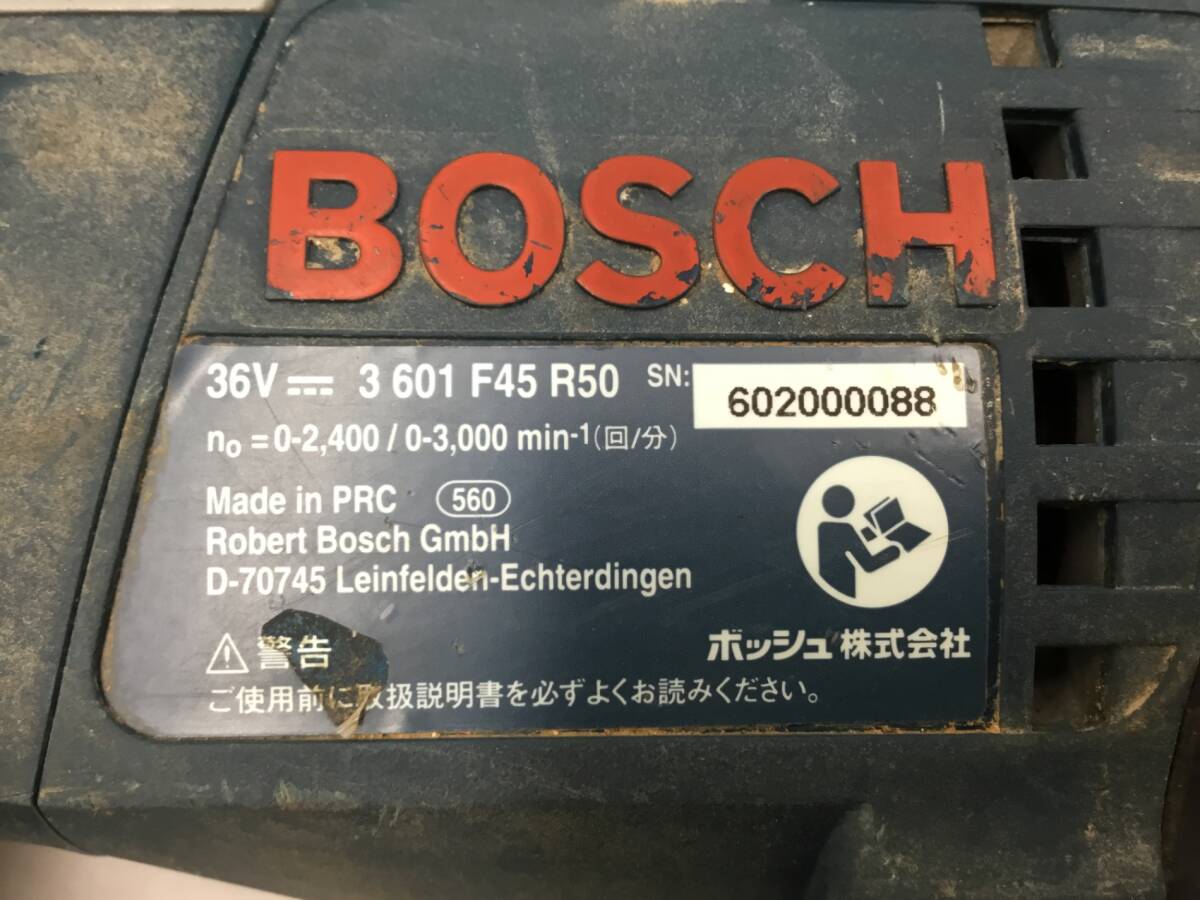 BOSCH
36V ⎓ 3 601 F45 R50 SN: 602000088
n₀ = 0-2,400 / 0-3,000 min-1(回/分)
Made in PRC 560
Robert Bosch GmbH
D-70745 Leinfelden-Echterdingen
ボッシュ株式会社
⚠警告
ご使用前に取扱説明書を必ずよくお読みください。